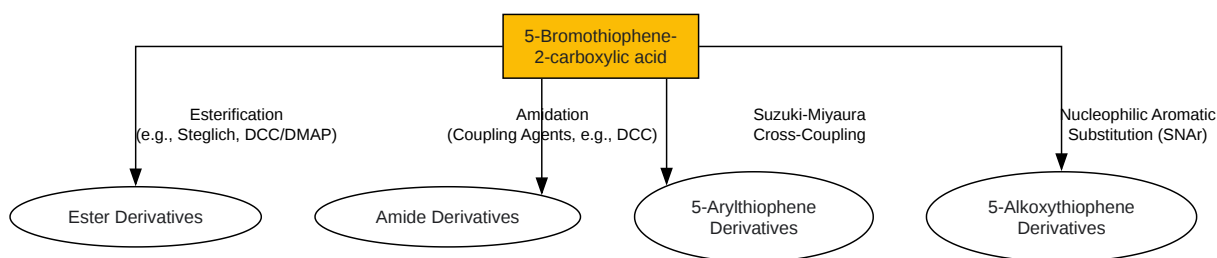 5-Bromothiophene-
2-carboxylic acid
Esterification
(e.g., Steglich, DCC/DMAP)
Amidation
(Coupling Agents, e.g., DCC)
Suzuki-Miyaura
Cross-Coupling
Nucleophilic Aromatic
Substitution (SNAr)
Ester Derivatives
Amide Derivatives
5-Arylthiophene
Derivatives
5-Alkoxythiophene
Derivatives